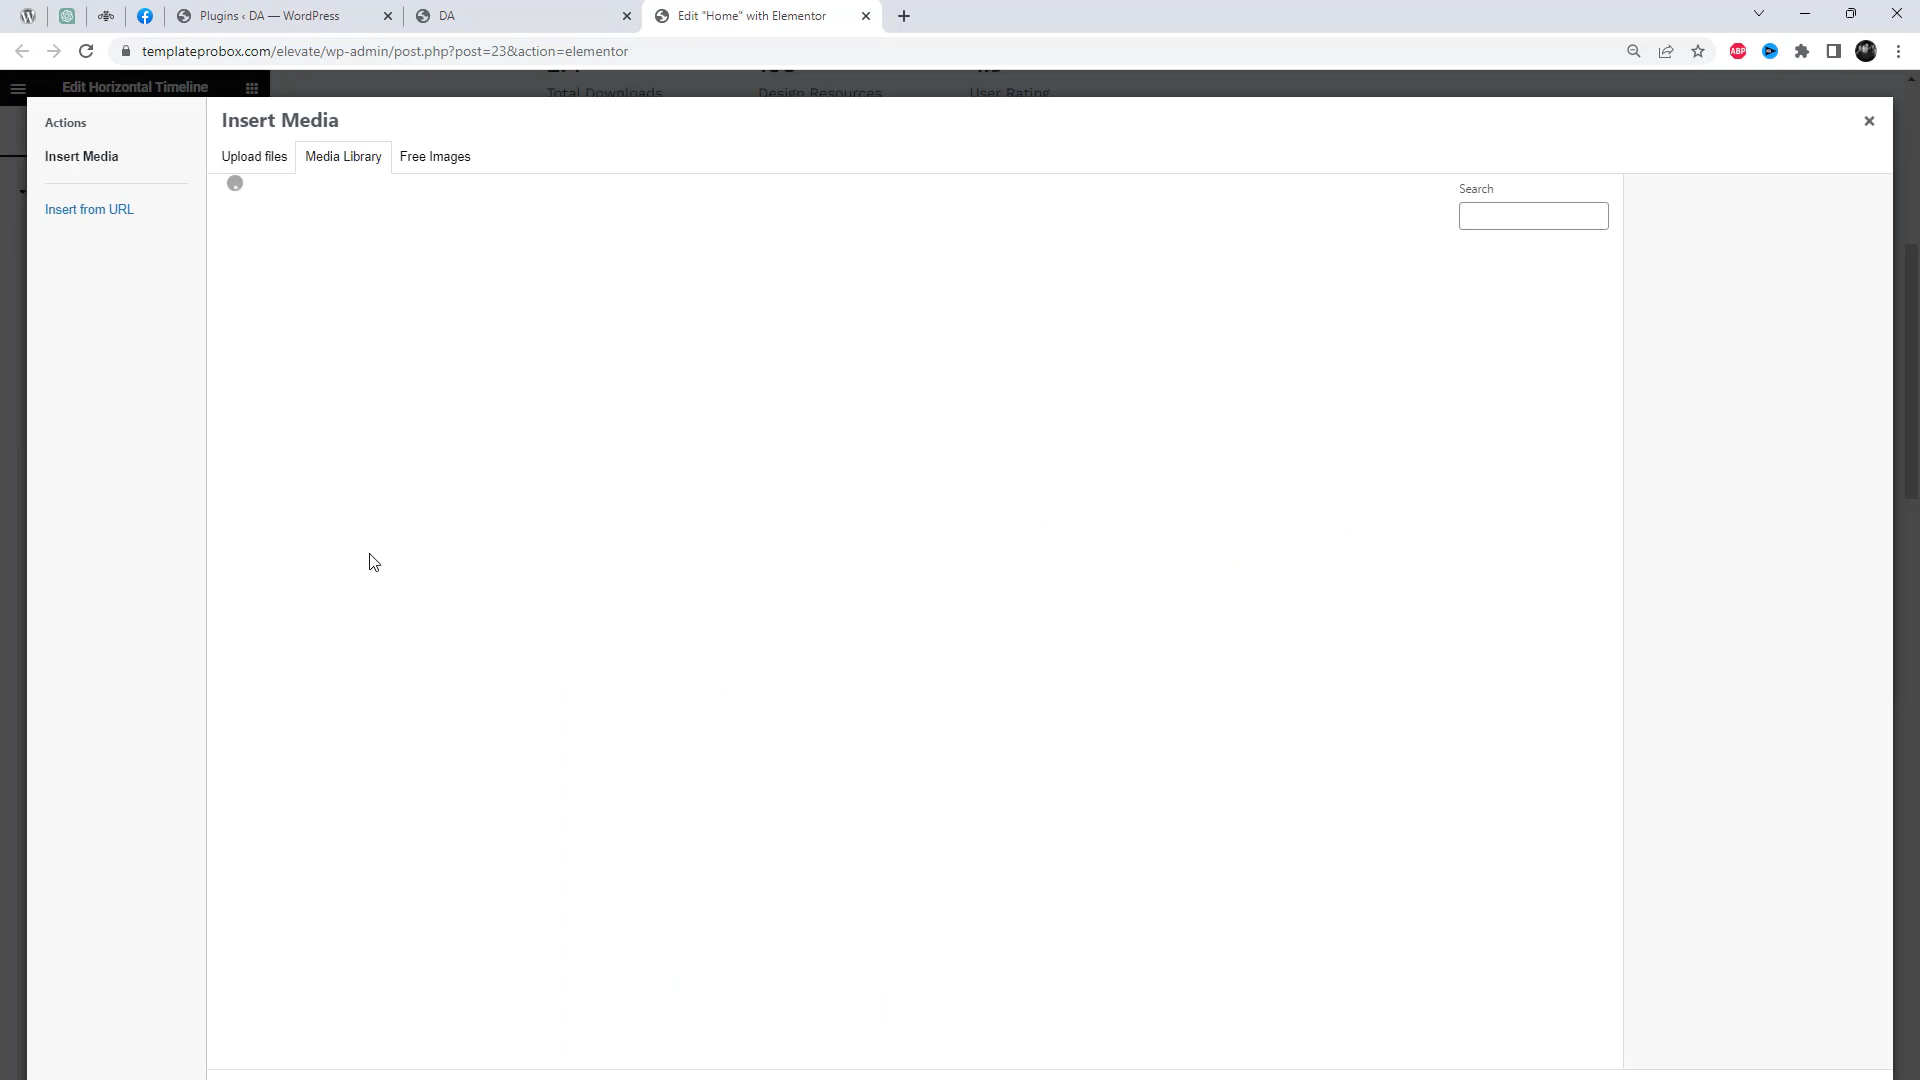 Plugins ‹ DA — WordPress
DA
Edit "Home" with Elementor
templateprobox.com/elevate/wp-admin/post.php?post=23&action=elementor
ABP
Edit Horizontal Timeline
Total Downloads
Design Resources
User Rating
Actions
Insert Media
Insert from URL
Insert Media
Upload files
Media Library
Free Images
Search